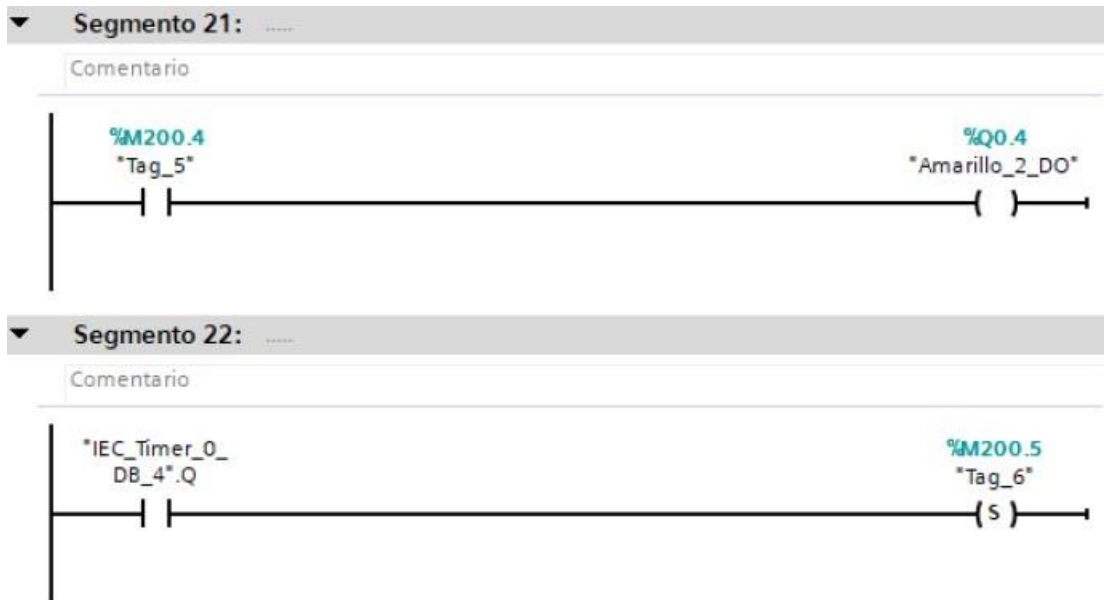 Segmento 21: .....
Comentario
%M200.4
"Tag_5"
%Q0.4
"Amarillo_2_DO"
Segmento 22: .....
Comentario
"IEC_Timer_0_
DB_4".Q
%M200.5
"Tag_6"
S